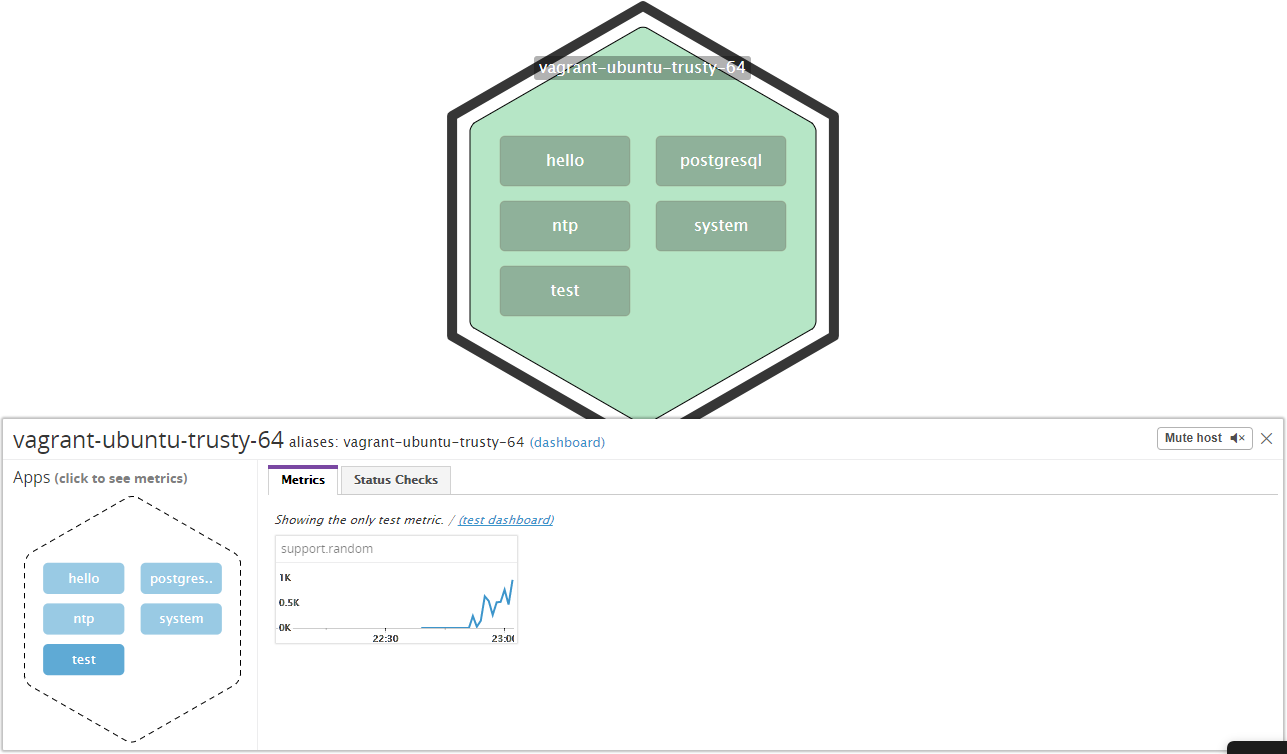 vagrant-ubuntu-trusty-64
hello postgresql
ntp system
test
vagrant-ubuntu-trusty-64 aliases: vagrant-ubuntu-trusty-64 (dashboard) Mute host
Apps (click to see metrics)
hello postgres..
ntp system
test
Metrics Status Checks
Showing the only test metric. / (test dashboard)
support.random
1K
0.5K
0K
22:30 23:00